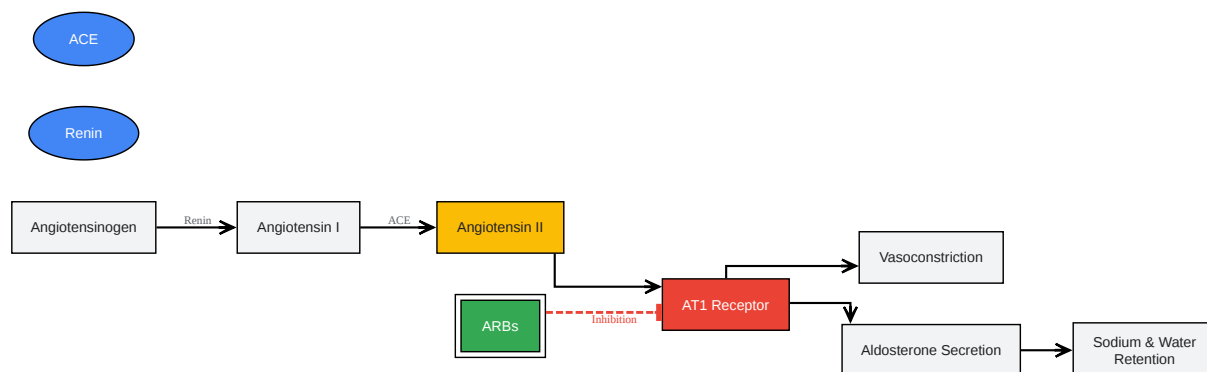 ACE
Renin
Angiotensinogen
Renin
Angiotensin I
ACE
Angiotensin II
Vasoconstriction
AT1 Receptor
ARBs
Inhibition
Aldosterone Secretion
Sodium & Water
Retention